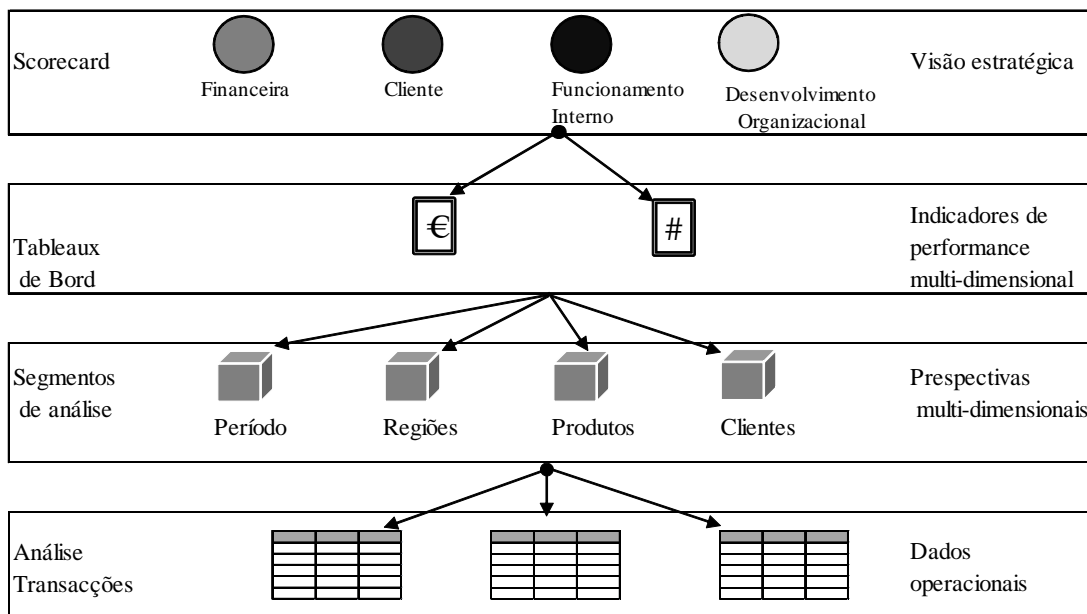 Scorecard
Financeira
Cliente
Funcionamento
Interno
Desenvolvimento
Organizacional
Visão estratégica
Tableaux
de Bord
€
#
Indicadores de
performance
multi-dimensional
Segmentos
de análise
Período
Regiões
Produtos
Clientes
Prespectivas
multi-dimensionais
Análise
Transacções
Dados
operacionais